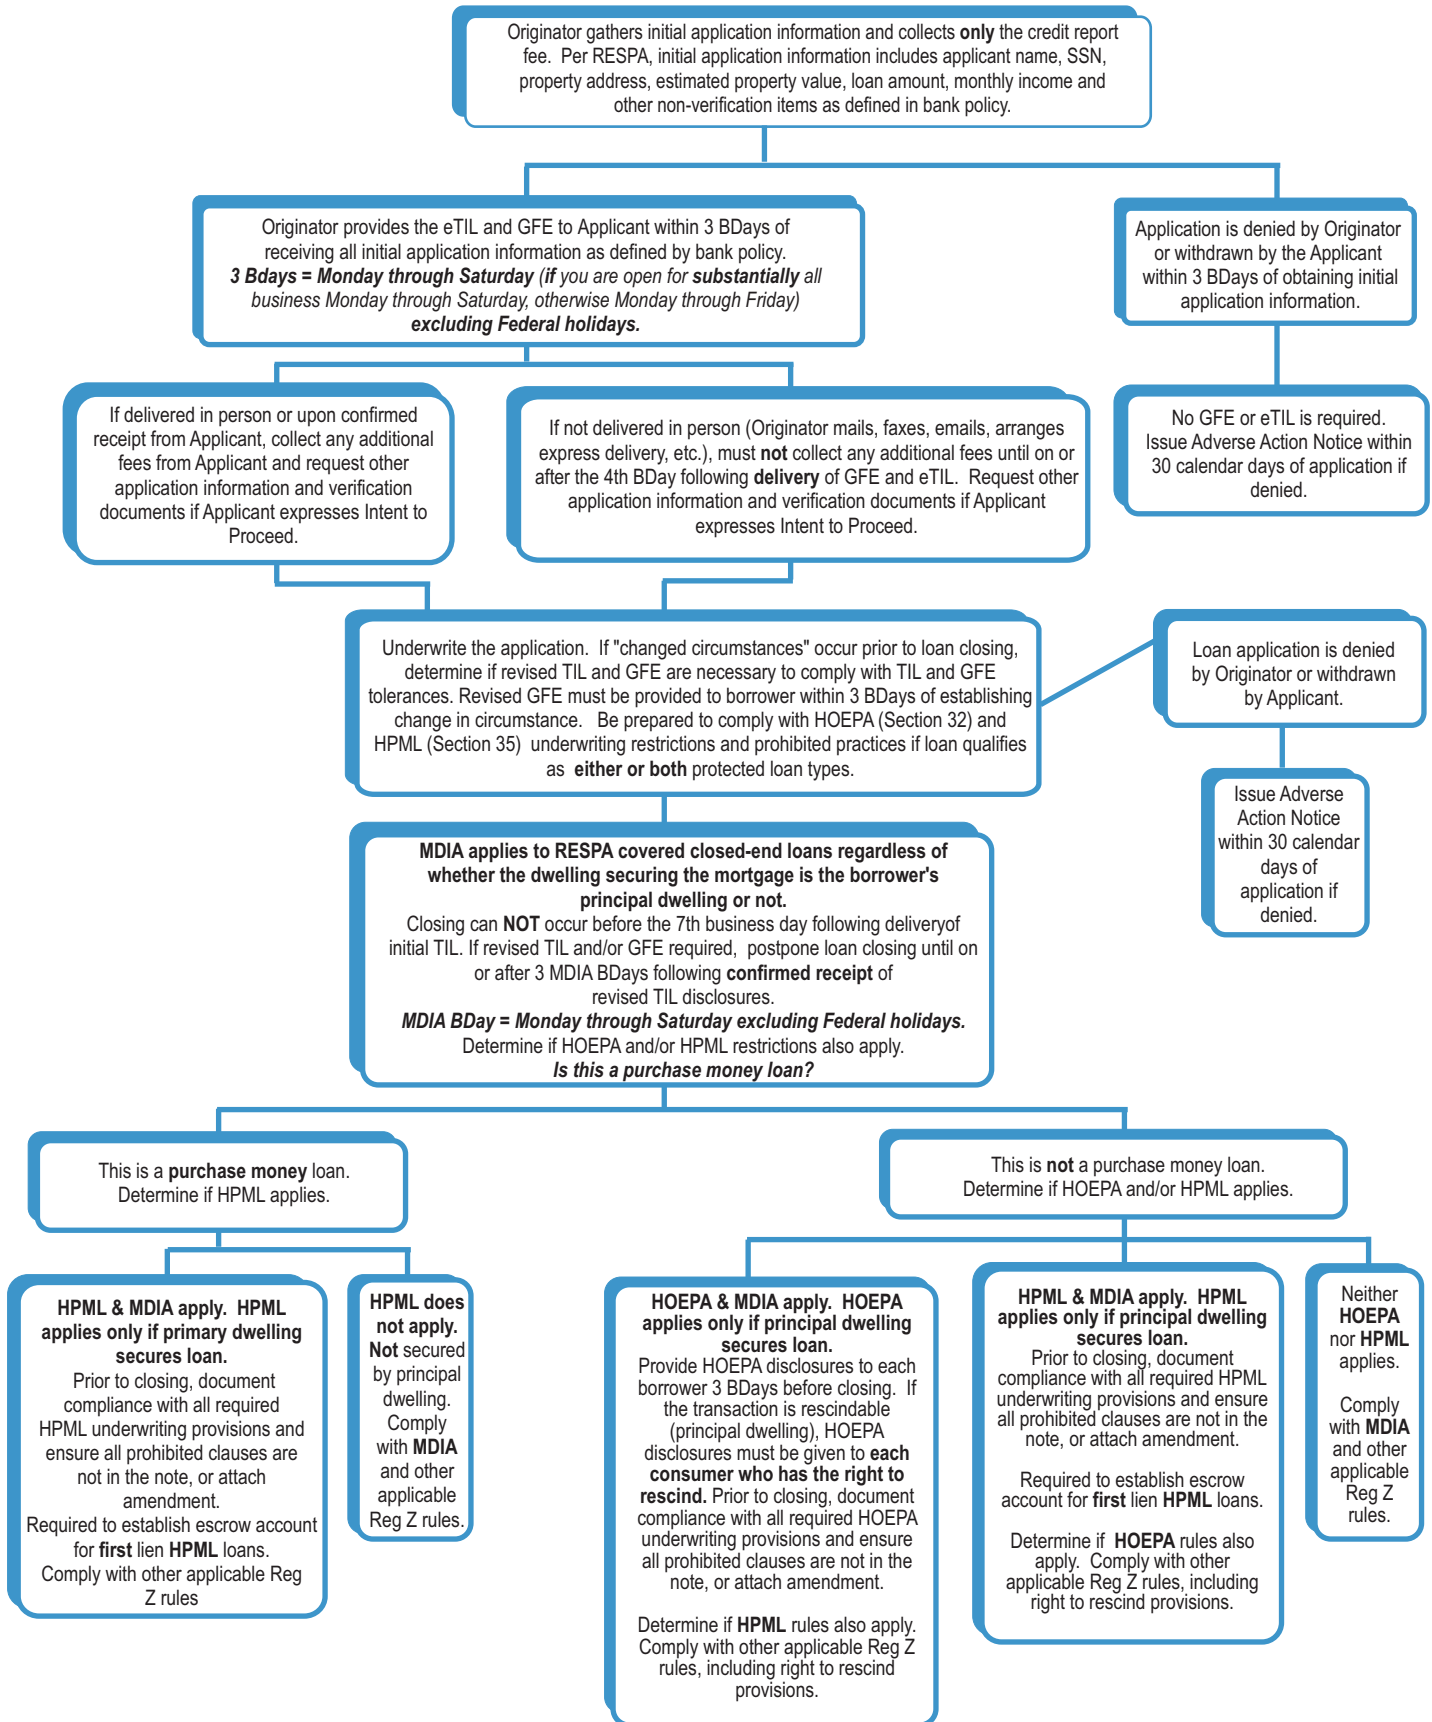 Originator gathers initial application information and collects only the credit report
fee.  Per RESPA, initial application information includes applicant name, SSN,
property address, estimated property value, loan amount, monthly income and
other non-verification items as defined in bank policy.
Originator provides the eTIL and GFE to Applicant within 3 BDays of
receiving all initial application information as defined by bank policy.
3 Bdays = Monday through Saturday (if you are open for substantially all
business Monday through Saturday, otherwise Monday through Friday)
excluding Federal holidays.
Application is denied by Originator
or withdrawn by the Applicant
within 3 BDays of obtaining initial
application information.
If delivered in person or upon confirmed
receipt from Applicant, collect any additional
fees from Applicant and request other
application information and verification
documents if Applicant expresses Intent to
Proceed.
If not delivered in person (Originator mails, faxes, emails, arranges
express delivery, etc.), must not collect any additional fees until on or
after the 4th BDay following delivery of GFE and eTIL.  Request other
application information and verification documents if Applicant
expresses Intent to Proceed.
No GFE or eTIL is required.
Issue Adverse Action Notice within
30 calendar days of application if
denied.
Underwrite the application.  If "changed circumstances" occur prior to loan closing,
determine if revised TIL and GFE are necessary to comply with TIL and GFE
tolerances. Revised GFE must be provided to borrower within 3 BDays of establishing
change in circumstance.   Be prepared to comply with HOEPA (Section 32) and
HPML (Section 35)  underwriting restrictions and prohibited practices if loan qualifies
as  either or both protected loan types.
Loan application is denied
by Originator or withdrawn
by Applicant.
Issue Adverse
Action Notice
within 30 calendar
days of
application if
denied.
MDIA applies to RESPA covered closed-end loans regardless of
whether the dwelling securing the mortgage is the borrower's
principal dwelling or not.
Closing can NOT occur before the 7th business day following deliveryof
initial TIL. If revised TIL and/or GFE required,  postpone loan closing until on
or after 3 MDIA BDays following confirmed receipt of
revised TIL disclosures.
MDIA BDay = Monday through Saturday excluding Federal holidays.
Determine if HOEPA and/or HPML restrictions also apply.
Is this a purchase money loan?
This is a purchase money loan.
Determine if HPML applies.
This is not a purchase money loan.
Determine if HOEPA and/or HPML applies.
HPML & MDIA apply.  HPML
applies only if primary dwelling
secures loan.
Prior to closing, document
compliance with all required
HPML underwriting provisions and
ensure all prohibited clauses are
not in the note, or attach
amendment.
Required to establish escrow account
for first lien HPML loans.
Comply with other applicable Reg
Z rules
HPML does
not apply.
Not secured
by principal
dwelling.
Comply
with MDIA
and other
applicable
Reg Z rules.
HOEPA & MDIA apply.  HOEPA
applies only if principal dwelling
secures loan.
Provide HOEPA disclosures to each
borrower 3 BDays before closing.  If
the transaction is rescindable
(principal dwelling), HOEPA
disclosures must be given to each
consumer who has the right to
rescind. Prior to closing, document
compliance with all required HOEPA
underwriting provisions and ensure
all prohibited clauses are not in the
note, or attach amendment.
Determine if HPML rules also apply.
Comply with other applicable Reg Z
rules, including right to rescind
provisions.
HPML & MDIA apply.  HPML
applies only if principal dwelling
secures loan.
Prior to closing, document
compliance with all required HPML
underwriting provisions and ensure
all prohibited clauses are not in the
note, or attach amendment.
Required to establish escrow
account for first lien HPML loans.
Determine if  HOEPA rules also
apply.  Comply with other
applicable Reg Z rules, including
right to rescind provisions.
Neither
HOEPA
nor HPML
applies.
Comply
with MDIA
and other
applicable
Reg Z
rules.